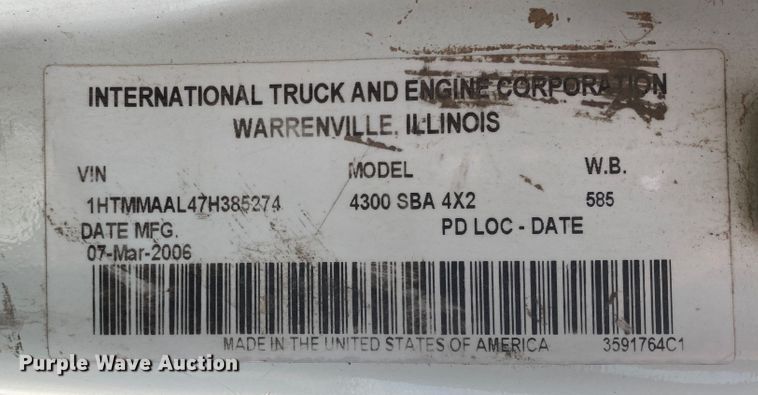 INTERNATIONAL TRUCK AND ENGINE CORPORATION
WARRENVILLE, ILLINOIS
VIN MODEL W.B.
1HTMMAAL47H385274 4300 SBA 4X2 585
DATE MFG. PD LOC - DATE
07-Mar-2006
MADE IN THE UNITED STATES OF AMERICA 3591764C1
Purple Wave Auction